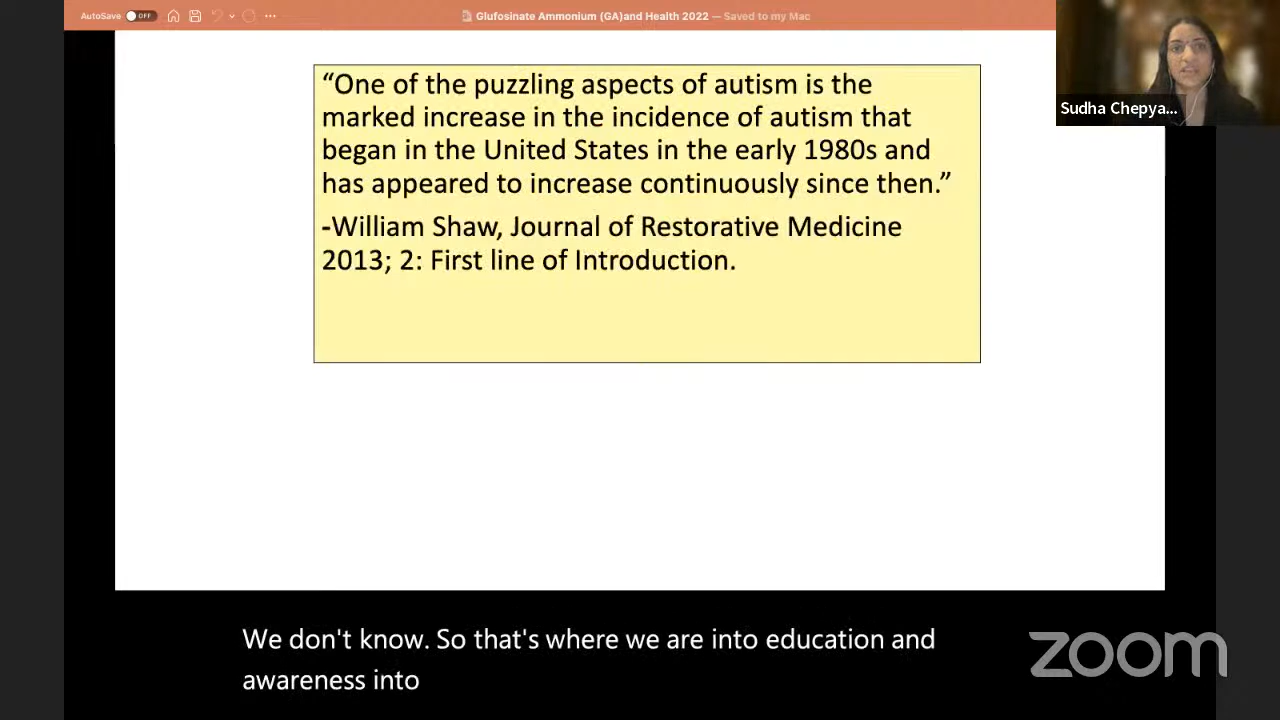 AutoSave OFF
Glufosinate Ammonium (GA)and Health 2022 — Saved to my Mac
Sudha Chepya...
“One of the puzzling aspects of autism is the
marked increase in the incidence of autism that
began in the United States in the early 1980s and
has appeared to increase continuously since then.”
-William Shaw, Journal of Restorative Medicine
2013; 2: First line of Introduction.
We don't know. So that's where we are into education and
awareness into
zoom